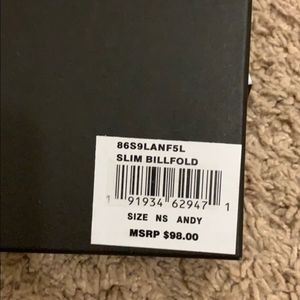 86S9LANF5L
SLIM BILLFOLD
1 91934 62947 1
SIZE NS ANDY
MSRP $98.00